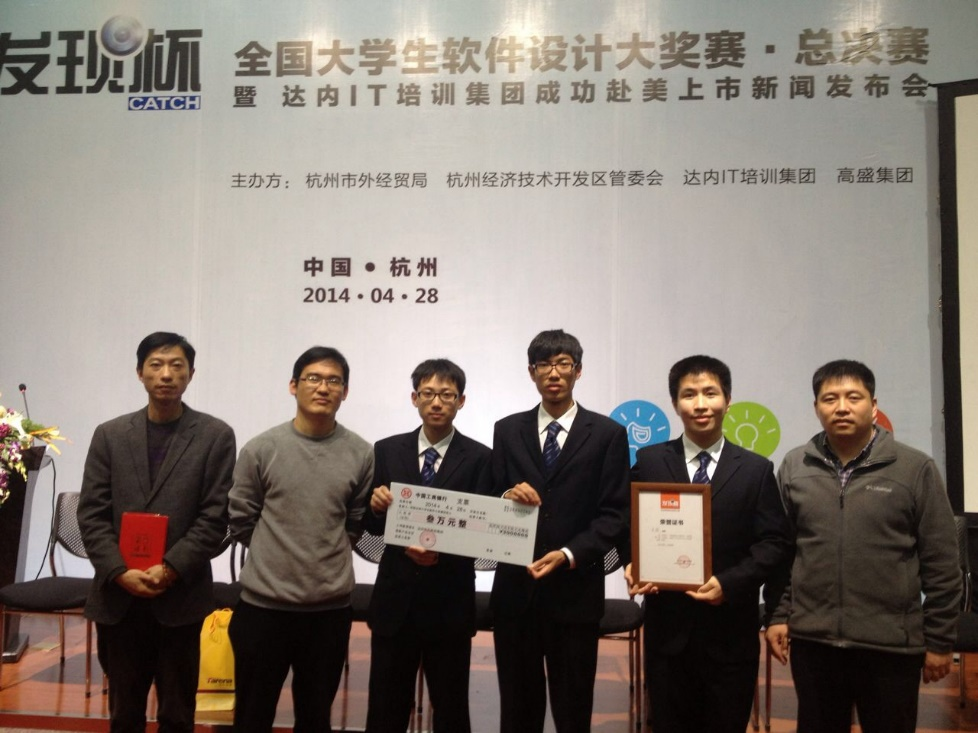 发现杯
CATCH
全国大学生软件设计大奖赛·总决赛
暨 达内IT培训集团成功赴美上市新闻发布会
主办方： 杭州市外经贸局 杭州经济技术开发区管委会 达内IT培训集团 高盛集团
中国 • 杭州
2014·04·28
中国工商银行 支票
叁万元整
荣誉证书